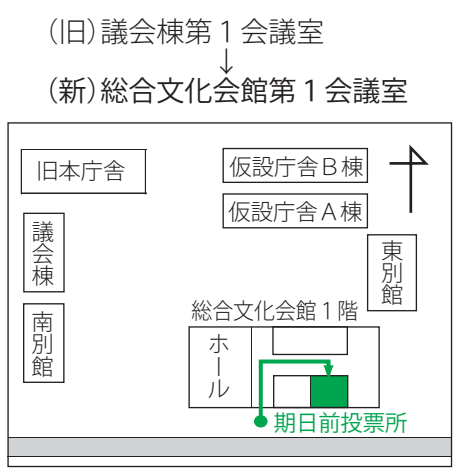 (旧)議会棟第1会議室
↓
(新)総合文化会館第1会議室
旧本庁舎
仮設庁舎B棟
仮設庁舎A棟
議会棟
東別館
南別館
総合文化会館1階
ホール
期日前投票所